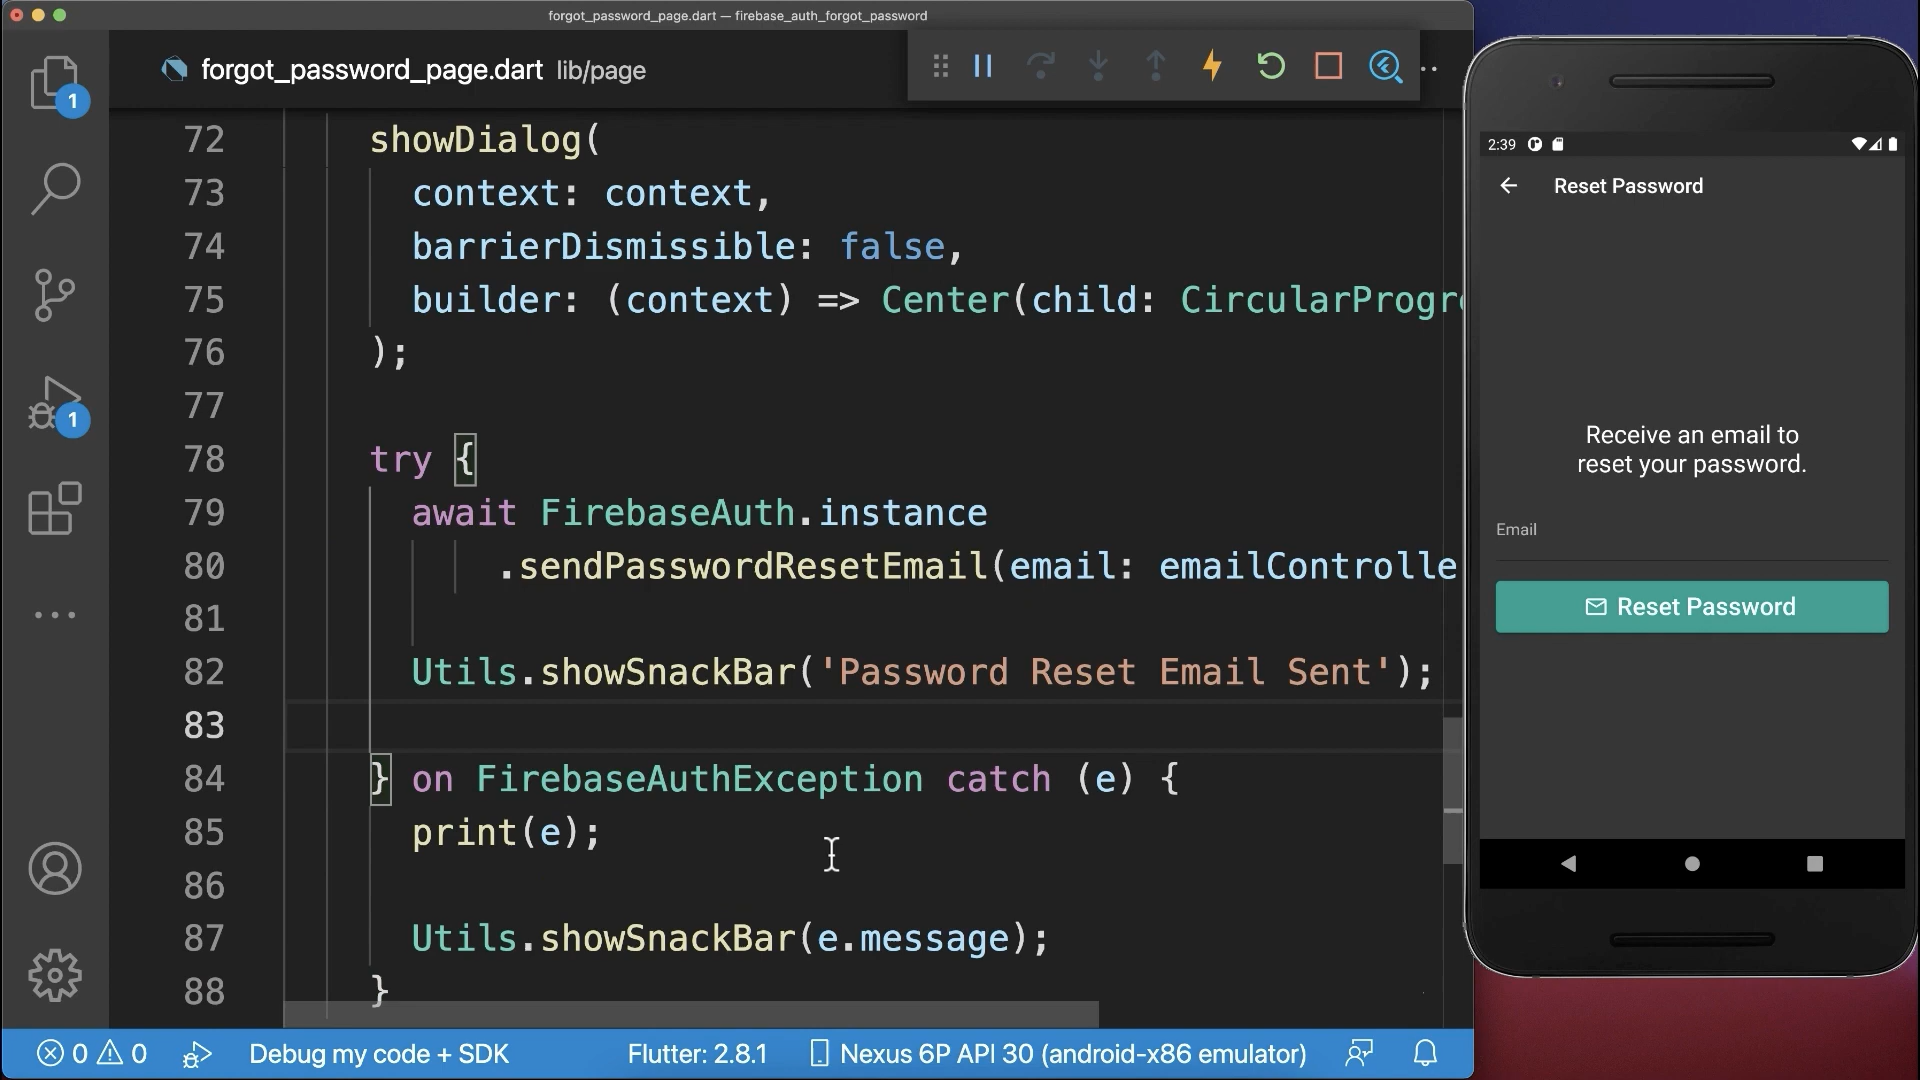 forgot_password_page.dart — firebase_auth_forgot_password
forgot_password_page.dart lib/page
1
1
72 showDialog(
73 context: context,
74 barrierDismissible: false,
75 builder: (context) => Center(child: CircularProgre
76 );
77
78 try {
79 await FirebaseAuth.instance
80 .sendPasswordResetEmail(email: emailControlle
81
82 Utils.showSnackBar('Password Reset Email Sent');
83
84 } on FirebaseAuthException catch (e) {
85 print(e);
86
87 Utils.showSnackBar(e.message);
88 }
0 0 Debug my code + SDK Flutter: 2.8.1 Nexus 6P API 30 (android-x86 emulator)
2:39
Reset Password
Receive an email to
reset your password.
Email
Reset Password